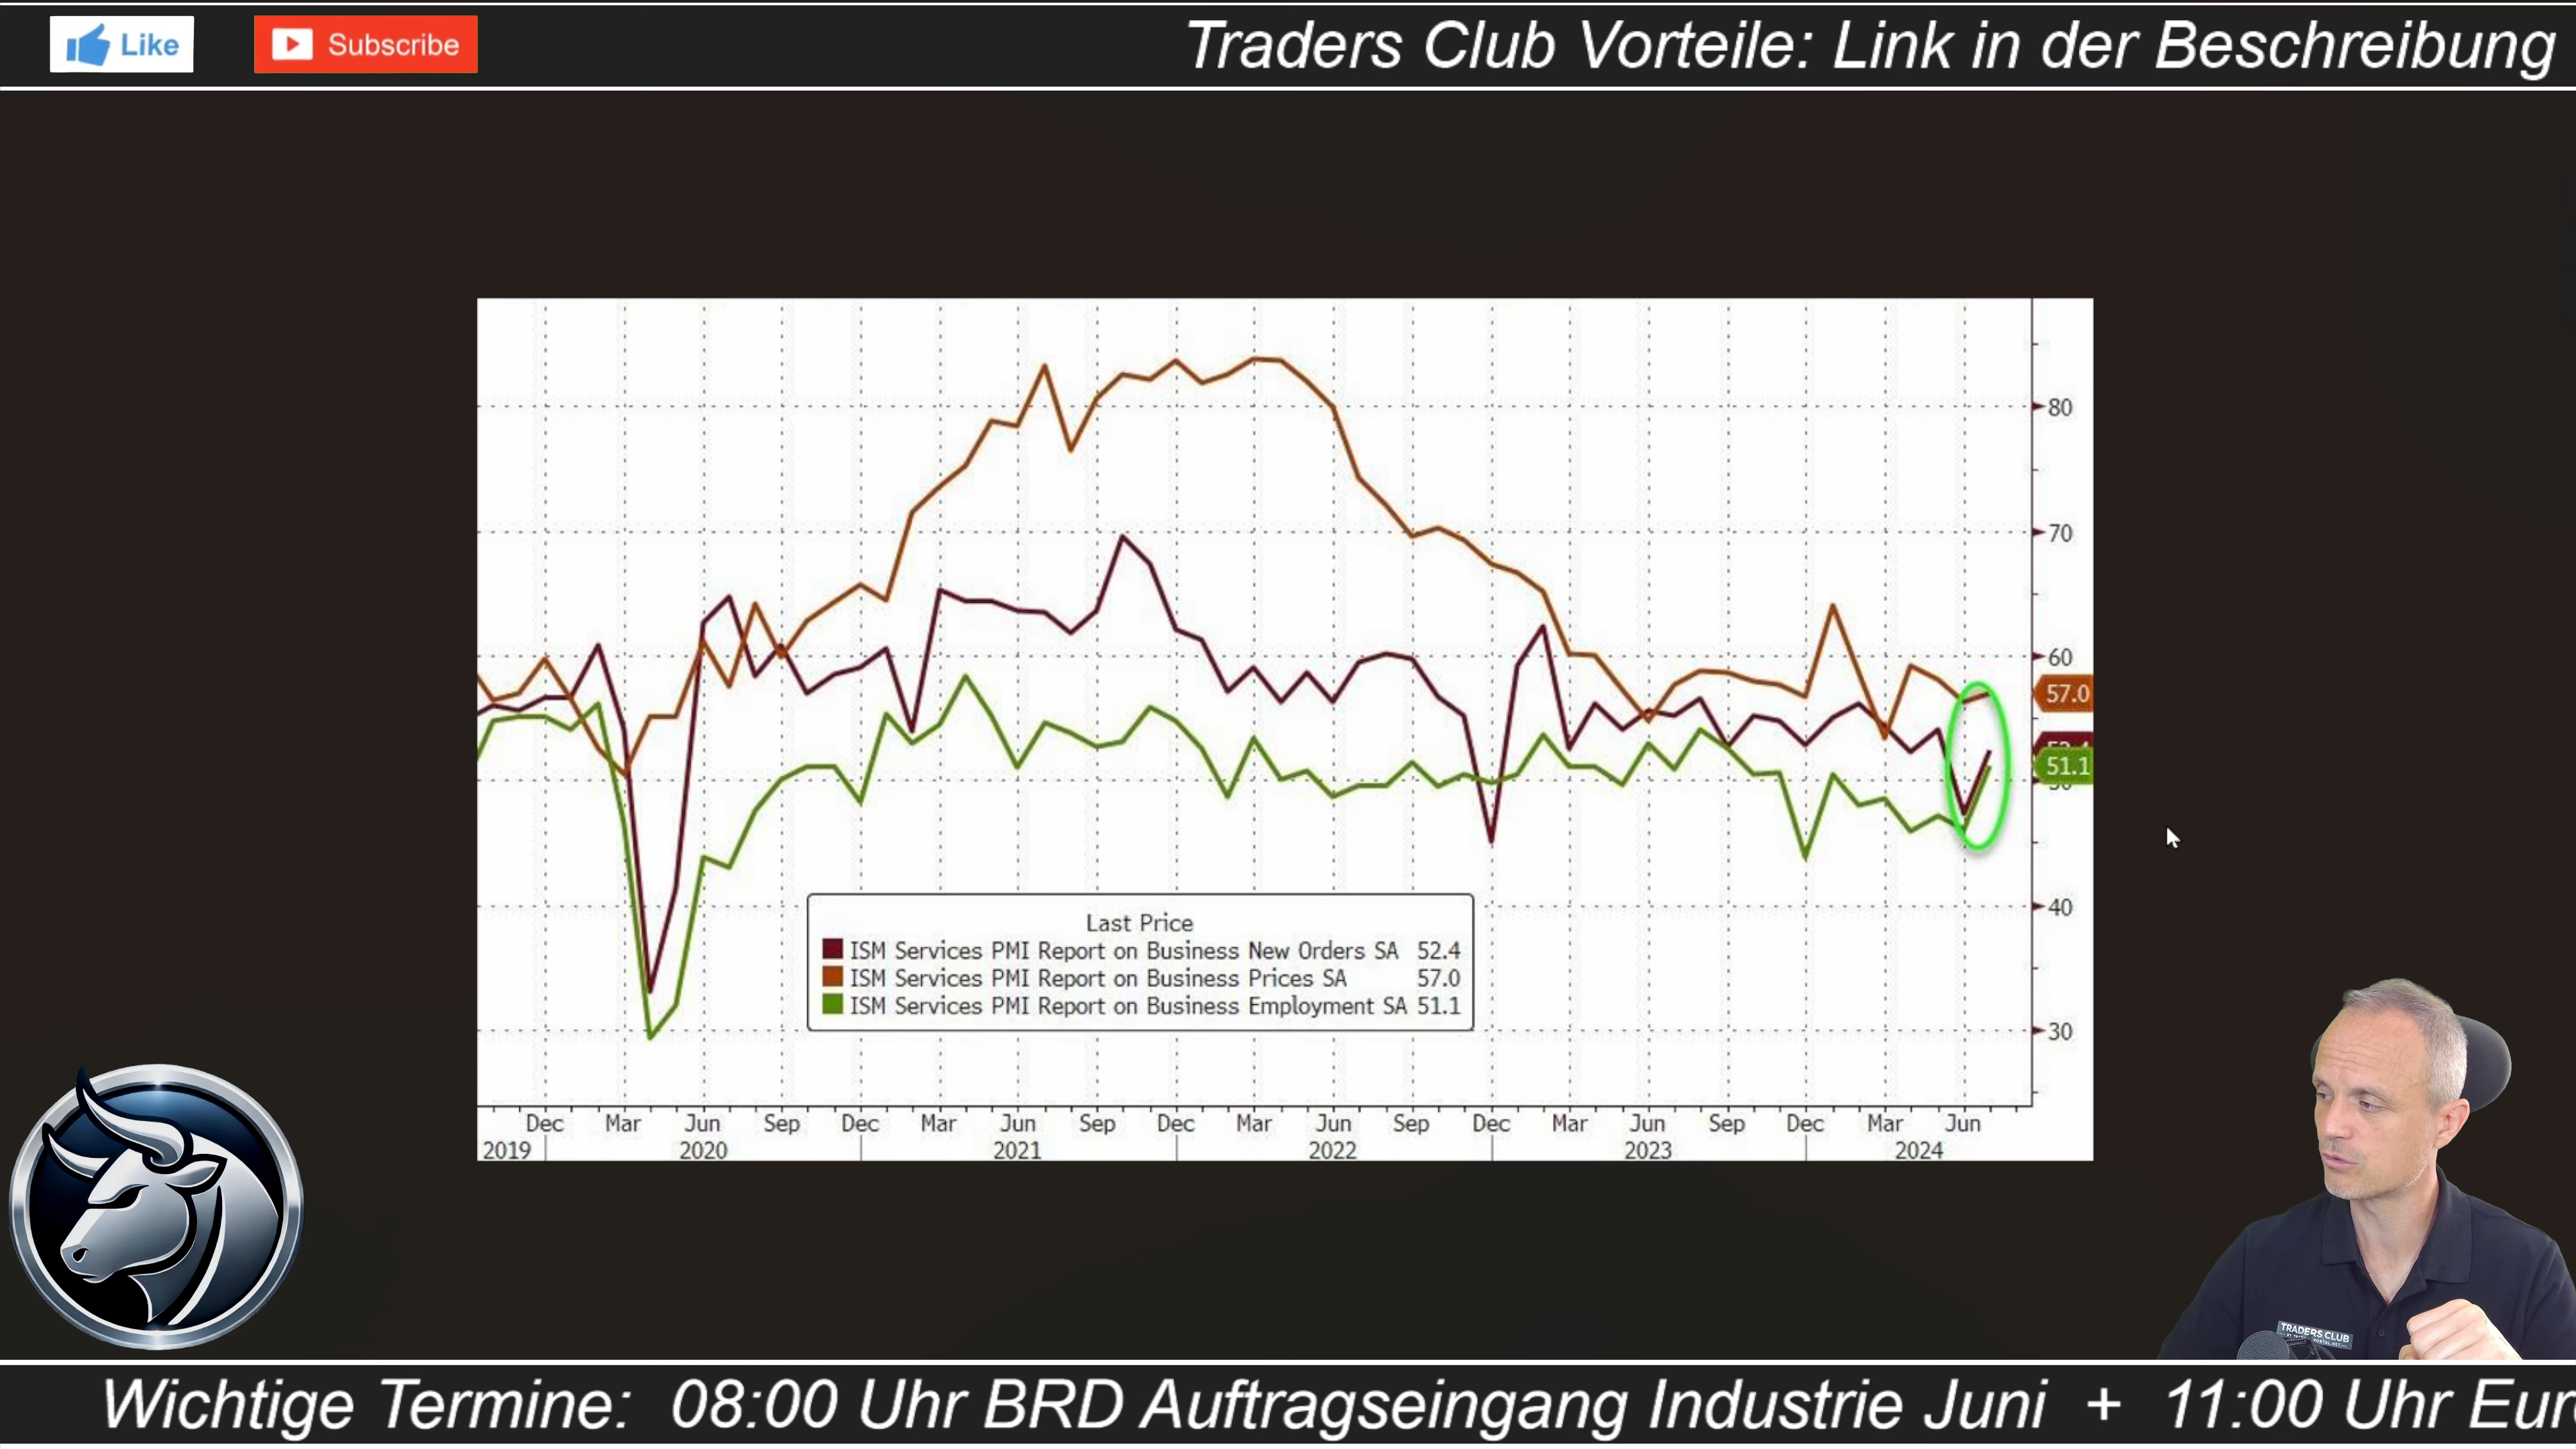 Like
Subscribe
Traders Club Vorteile: Link in der Beschreibung
80
70
60
57.0
52.4
51.1
50
40
30
Last Price
ISM Services PMI Report on Business New Orders SA 52.4
ISM Services PMI Report on Business Prices SA 57.0
ISM Services PMI Report on Business Employment SA 51.1
Dec Mar Jun Sep Dec Mar Jun Sep Dec Mar Jun Sep Dec Mar Jun Sep Dec Mar Jun
2019 2020 2021 2022 2023 2024
TRADERS CLUB
Wichtige Termine: 08:00 Uhr BRD Auftragseingang Industrie Juni + 11:00 Uhr Eur